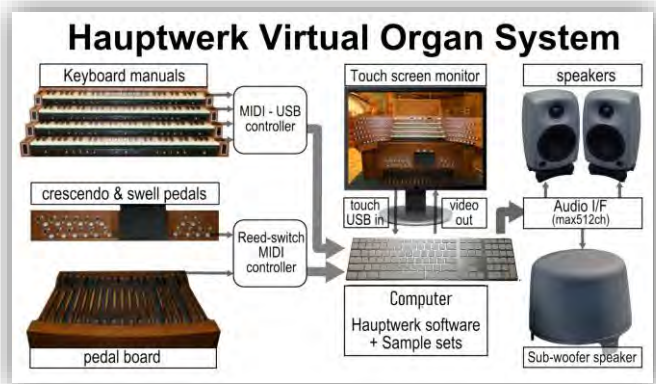 Hauptwerk Virtual Organ System
Keyboard manuals
MIDI - USB
controller
crescendo & swell pedals
Reed-switch
MIDI
controller
pedal board
Touch screen monitor
touch
USB in
video
out
Computer
Hauptwerk software
+ Sample sets
speakers
Audio I/F
(max512ch)
Sub-woofer speaker